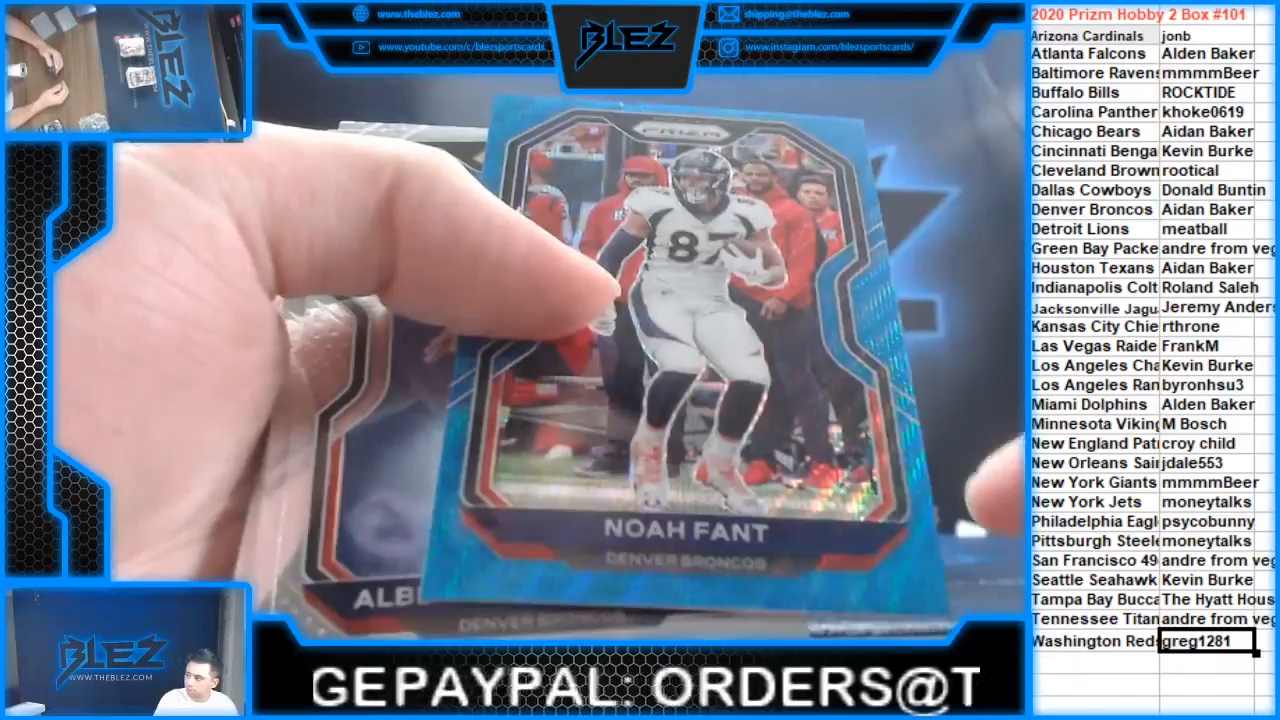 www.theblez.com
www.youtube.com/c/blezsportscards
BLEZ
shipping@theblez.com
www.instagram.com/blezsportscards/
BLEZ
PRIZM
87
NOAH FANT
DENVER BRONCOS
ALB
DENVER BRONCOS
BLEZ
WWW.THEBLEZ.COM
GEPAYPAL: ORDERS@T
2020 Prizm Hobby 2 Box #101
Arizona Cardinals jonb
Atlanta Falcons Alden Baker
Baltimore Ravens mmmmBeer
Buffalo Bills ROCKTIDE
Carolina Panther khoke0619
Chicago Bears Aidan Baker
Cincinnati Benga Kevin Burke
Cleveland Brown rootical
Dallas Cowboys Donald Buntin
Denver Broncos Aidan Baker
Detroit Lions meatball
Green Bay Packe andre from veg
Houston Texans Aidan Baker
Indianapolis Colt Roland Saleh
Jacksonville Jagu Jeremy Anders
Kansas City Chie rthrone
Las Vegas Raide FrankM
Los Angeles Cha Kevin Burke
Los Angeles Ran byronhsu3
Miami Dolphins Alden Baker
Minnesota Viking M Bosch
New England Pat croy child
New Orleans Sai jdale553
New York Giants mmmmBeer
New York Jets moneytalks
Philadelphia Eagl psycobunny
Pittsburgh Steele moneytalks
San Francisco 49 andre from veg
Seattle Seahawk Kevin Burke
Tampa Bay Bucca The Hyatt Hous
Tennessee Titan andre from veg
Washington Red greg1281